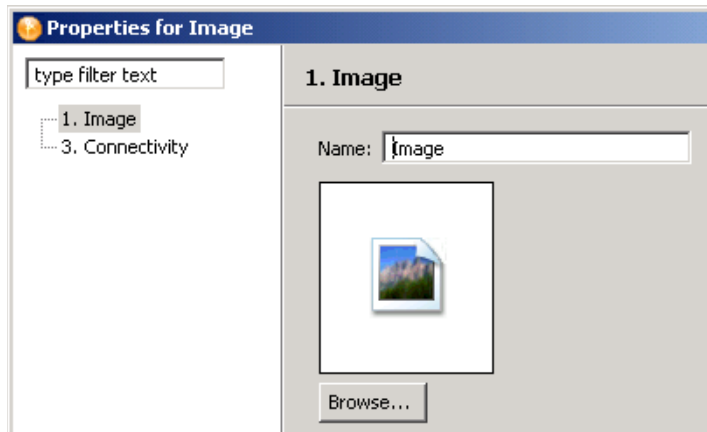 Properties for Image
type filter text
1. Image
3. Connectivity
1. Image
Name: Image
Browse...